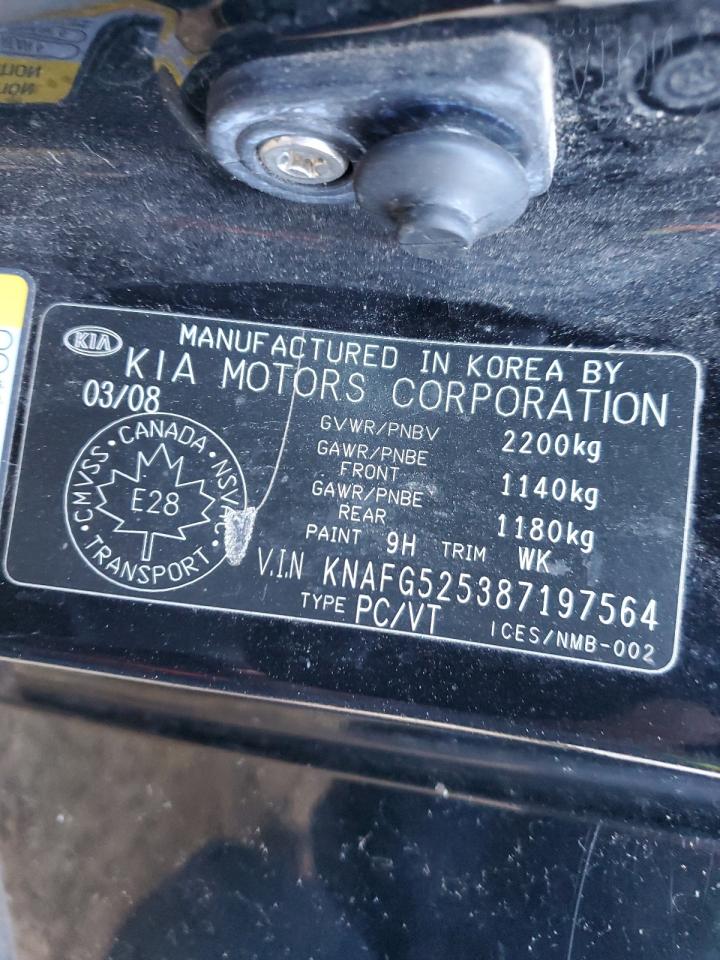 KIA
MANUFACTURED IN KOREA BY
KIA MOTORS CORPORATION
03/08
GVWR/PNBV 2200kg
GAWR/PNBE FRONT 1140kg
GAWR/PNBE REAR 1180kg
PAINT 9H TRIM WK
V.I.N KNAFG525387197564
TYPE PC/VT ICES/NMB-002
CMVSS • CANADA • NSVAC • TRANSPORT •
E28